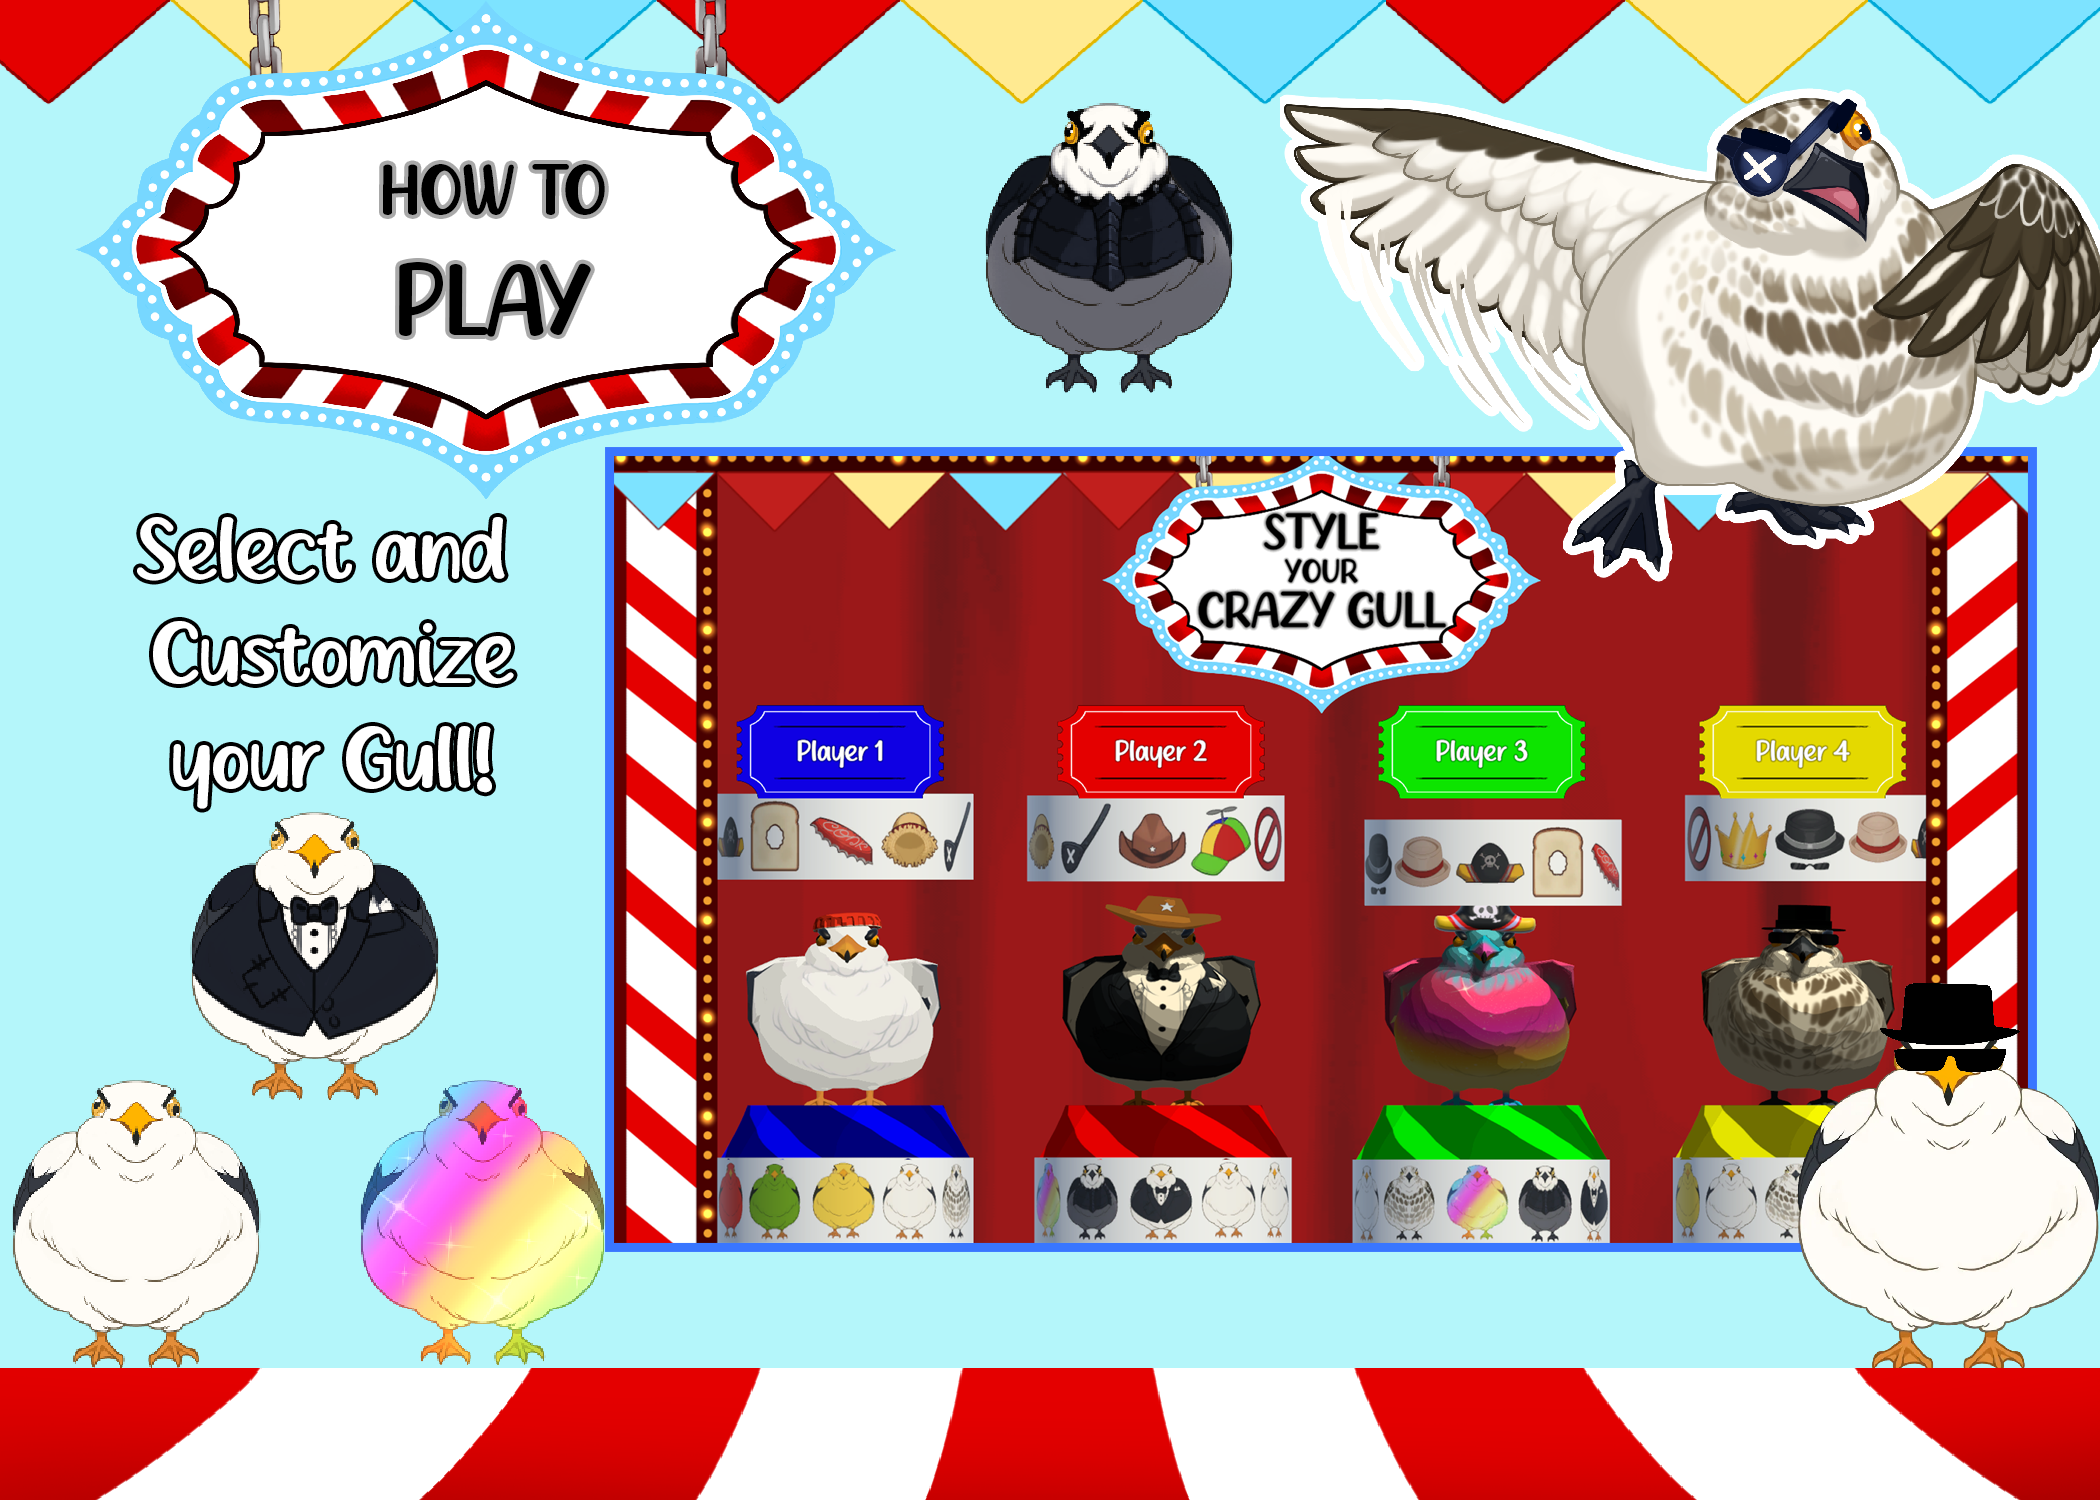 HOW TO
PLAY
Select and
Customize
your Gull!
STYLE
YOUR
CRAZY GULL
Player 1
Player 2
Player 3
Player 4